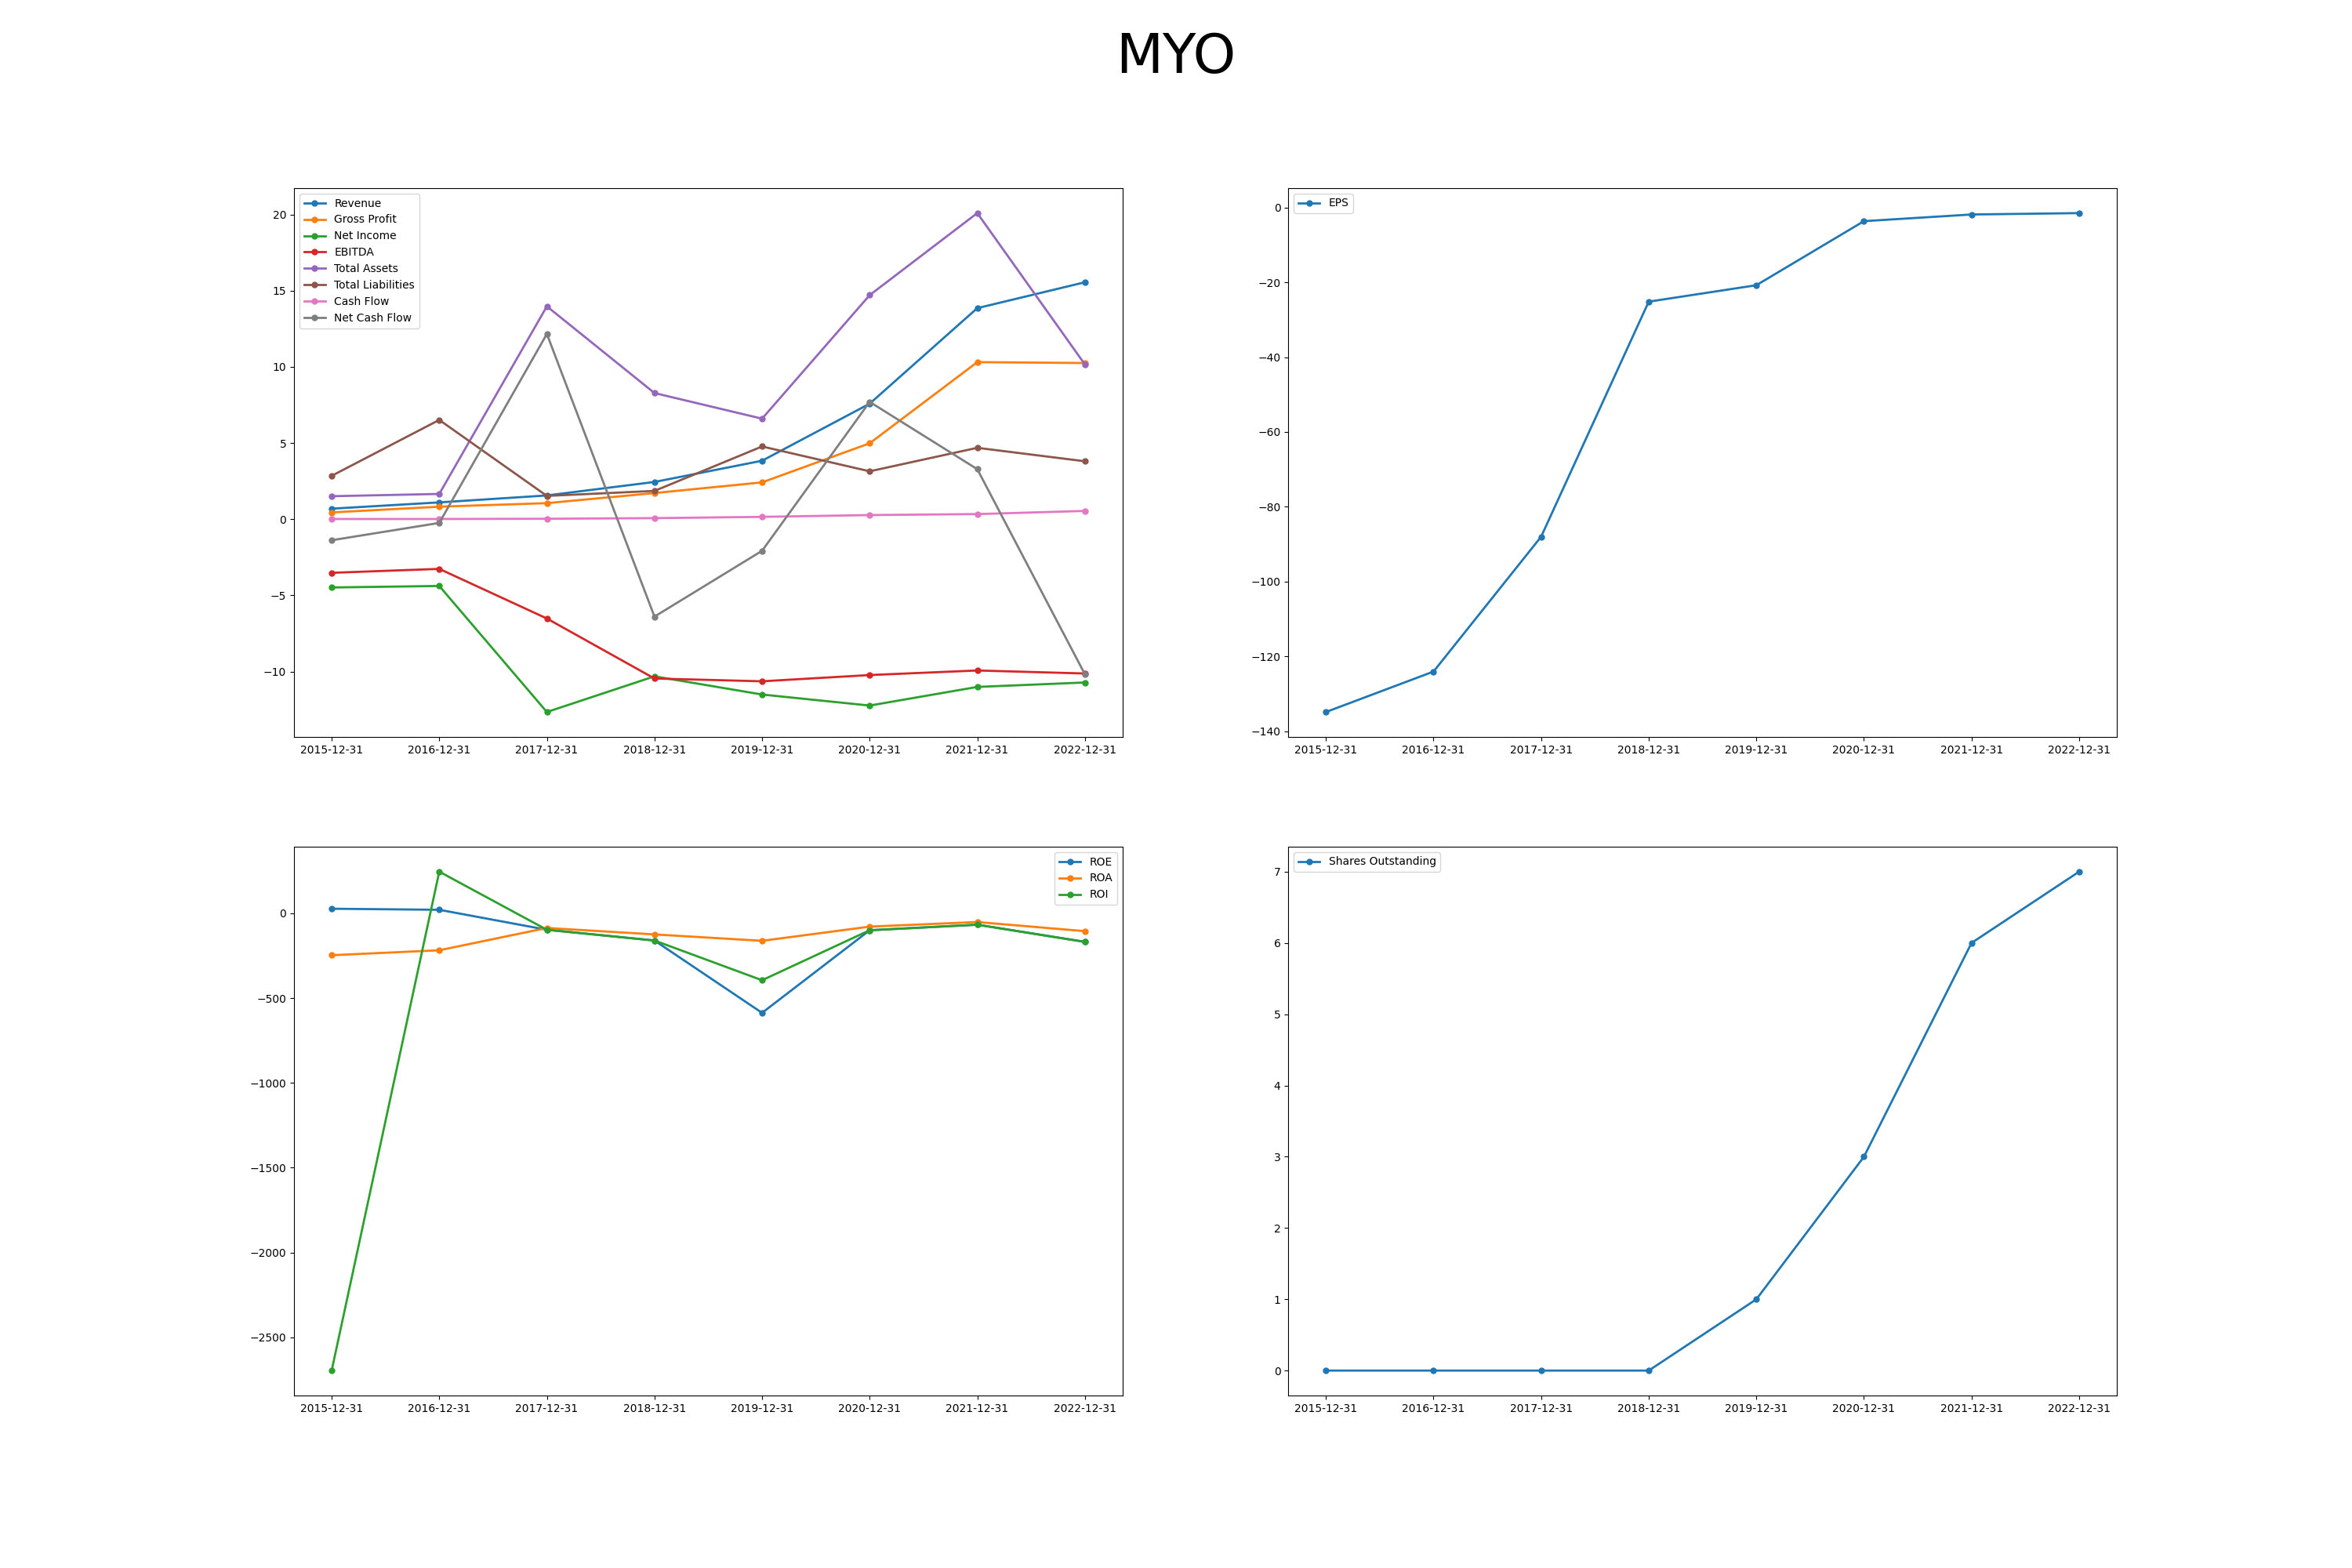 MYO
Revenue
Gross Profit
Net Income
EBITDA
Total Assets
Total Liabilities
Cash Flow
Net Cash Flow
20
15
10
5
0
−5
−10
2015-12-31 2016-12-31 2017-12-31 2018-12-31 2019-12-31 2020-12-31 2021-12-31 2022-12-31
EPS
0
−20
−40
−60
−80
−100
−120
−140
2015-12-31 2016-12-31 2017-12-31 2018-12-31 2019-12-31 2020-12-31 2021-12-31 2022-12-31
ROE
ROA
ROI
0
−500
−1000
−1500
−2000
−2500
2015-12-31 2016-12-31 2017-12-31 2018-12-31 2019-12-31 2020-12-31 2021-12-31 2022-12-31
Shares Outstanding
7
6
5
4
3
2
1
0
2015-12-31 2016-12-31 2017-12-31 2018-12-31 2019-12-31 2020-12-31 2021-12-31 2022-12-31